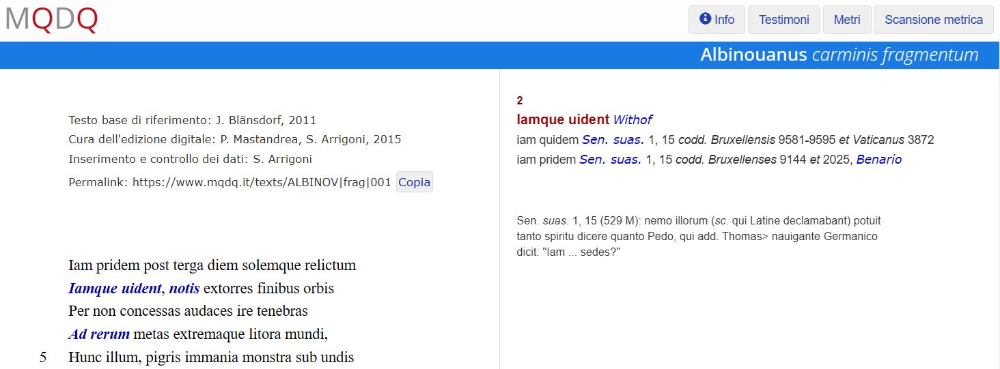 MQDQ
Info Testimoni Metri Scansione metrica
Albinouanus carminis fragmentum
Testo base di riferimento: J. Blänsdorf, 2011
Cura dell'edizione digitale: P. Mastandrea, S. Arrigoni, 2015
Inserimento e controllo dei dati: S. Arrigoni
Permalink: https://www.mqdq.it/texts/ALBINOV|frag|001 Copia
Iam pridem post terga diem solemque relictum
Iamque uident, notis extorres finibus orbis
Per non concessas audaces ire tenebras
Ad rerum metas extremaque litora mundi,
5 Hunc illum, pigris immania monstra sub undis
2
Iamque uident Withof
iam quidem Sen. suas. 1, 15 codd. Bruxellensis 9581-9595 et Vaticanus 3872
iam pridem Sen. suas. 1, 15 codd. Bruxellenses 9144 et 2025, Benario
Sen. suas. 1, 15 (529 M): nemo illorum (sc. qui Latine declamabant) potuit
tanto spiritu dicere quanto Pedo, qui add. Thomas> nauigante Germanico
dicit: "Iam ... sedes?"